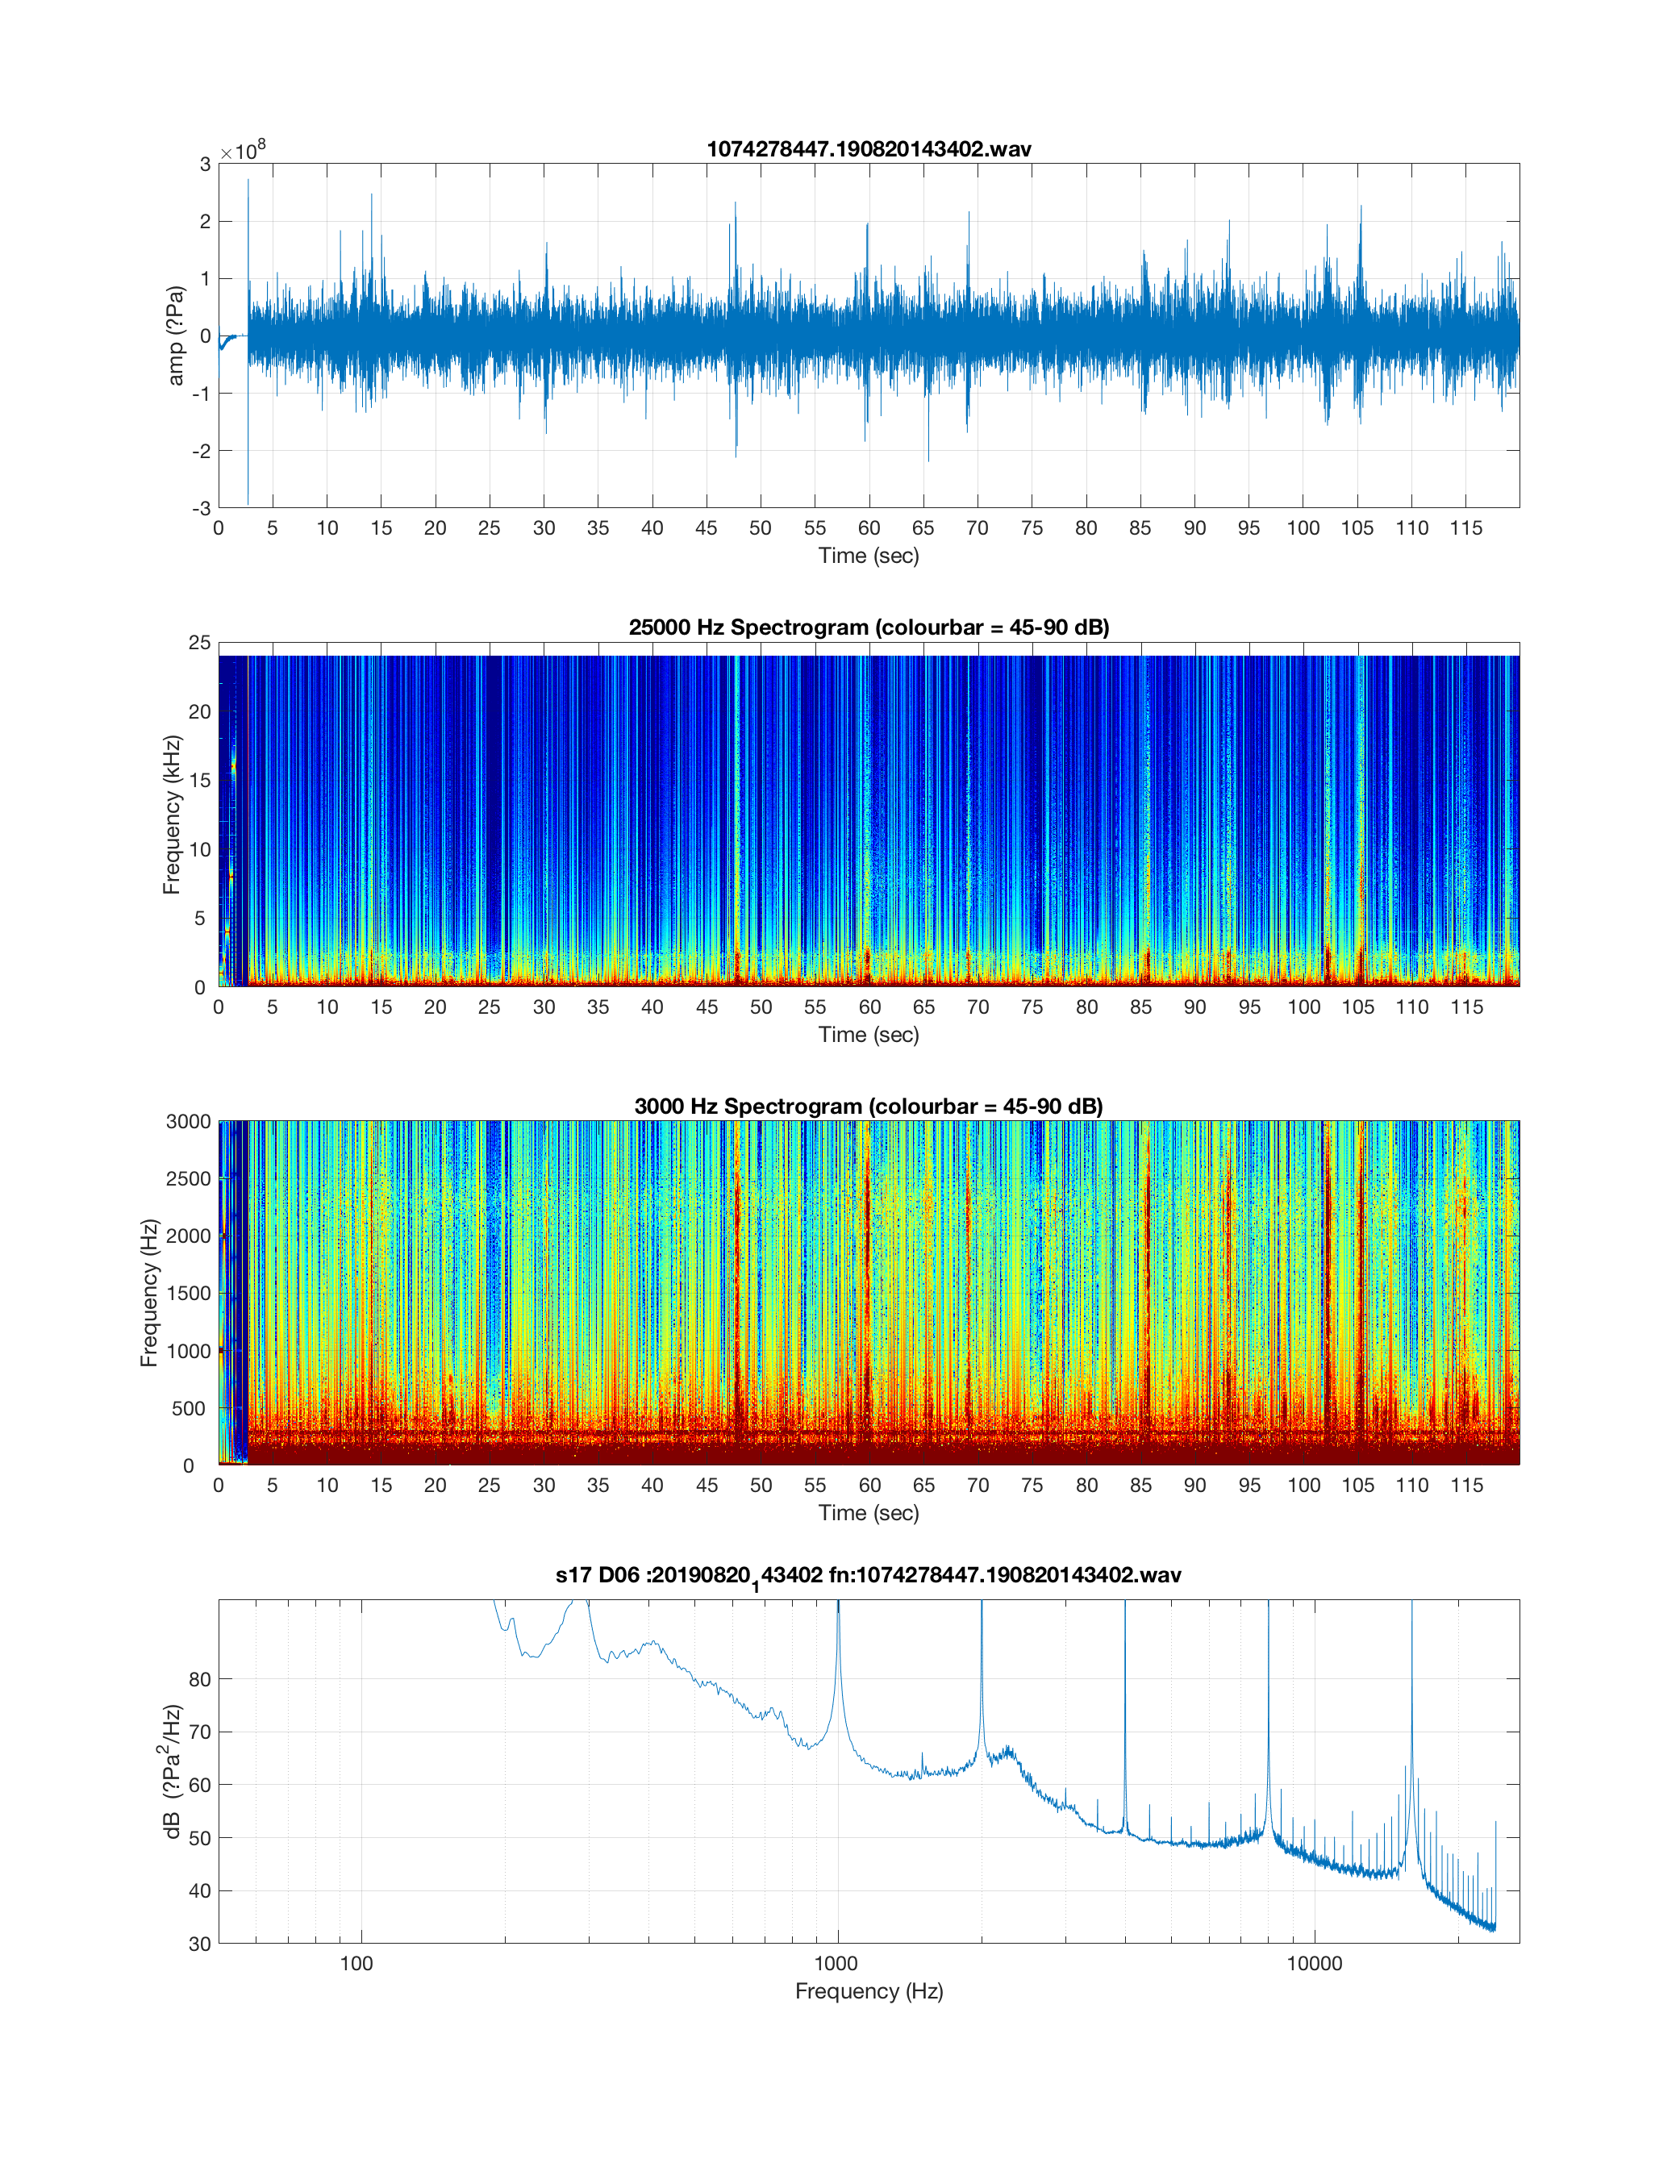 1074278447.190820143402.wav
×10⁸
3
2
1
0
-1
-2
-3
amp (?Pa)
0 5 10 15 20 25 30 35 40 45 50 55 60 65 70 75 80 85 90 95 100 105 110 115
Time (sec)
25000 Hz Spectrogram (colourbar = 45-90 dB)
25
20
15
10
5
0
Frequency (kHz)
0 5 10 15 20 25 30 35 40 45 50 55 60 65 70 75 80 85 90 95 100 105 110 115
Time (sec)
3000 Hz Spectrogram (colourbar = 45-90 dB)
3000
2500
2000
1500
1000
500
0
Frequency (Hz)
0 5 10 15 20 25 30 35 40 45 50 55 60 65 70 75 80 85 90 95 100 105 110 115
Time (sec)
s17 D06 :20190820₁43402 fn:1074278447.190820143402.wav
80
70
60
50
40
30
dB (?Pa²/Hz)
100 1000 10000
Frequency (Hz)